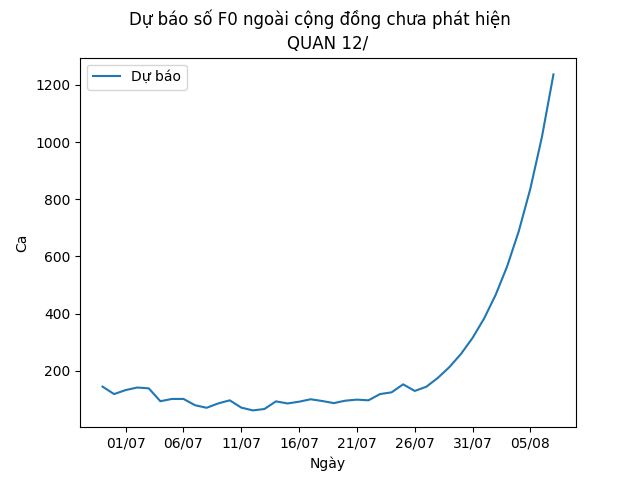 Dự báo số F0 ngoài cộng đồng chưa phát hiện
QUAN 12/
Dự báo
1200
1000
800
600
400
200
Ca
01/07 06/07 11/07 16/07 21/07 26/07 31/07 05/08
Ngày